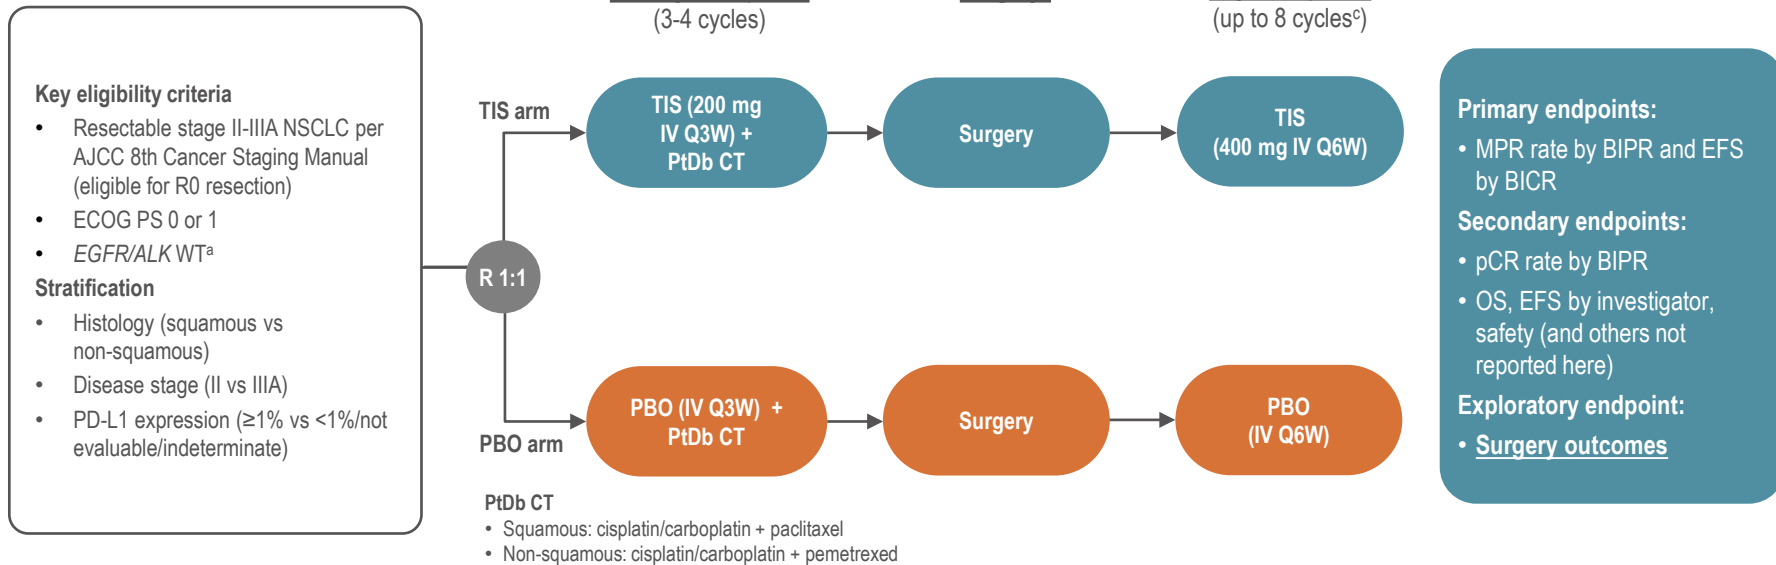 (3-4 cycles)
(up to 8 cyclesᶜ)
Key eligibility criteria
• Resectable stage II-IIIA NSCLC per
AJCC 8th Cancer Staging Manual
(eligible for R0 resection)
• ECOG PS 0 or 1
• EGFR/ALK WTᵃ
Stratification
• Histology (squamous vs
non-squamous)
• Disease stage (II vs IIIA)
• PD-L1 expression (≥1% vs <1%/not
evaluable/indeterminate)
R 1:1
TIS arm
TIS (200 mg
IV Q3W) +
PtDb CT
Surgery
TIS
(400 mg IV Q6W)
PBO arm
PBO (IV Q3W) +
PtDb CT
Surgery
PBO
(IV Q6W)
PtDb CT
• Squamous: cisplatin/carboplatin + paclitaxel
• Non-squamous: cisplatin/carboplatin + pemetrexed
Primary endpoints:
• MPR rate by BIPR and EFS
by BICR
Secondary endpoints:
• pCR rate by BIPR
• OS, EFS by investigator,
safety (and others not
reported here)
Exploratory endpoint:
• Surgery outcomes